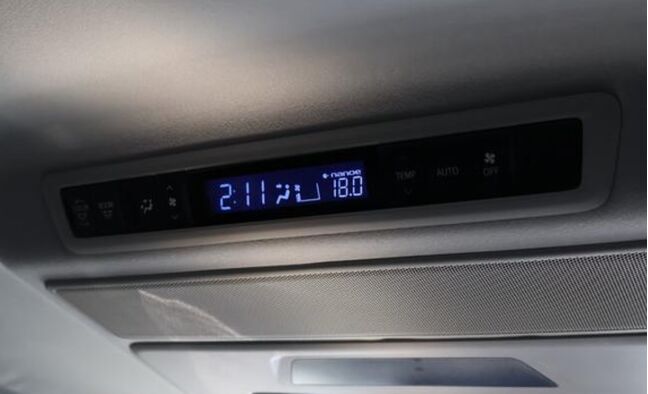 nanoe
2:11 18.0
TEMP AUTO OFF